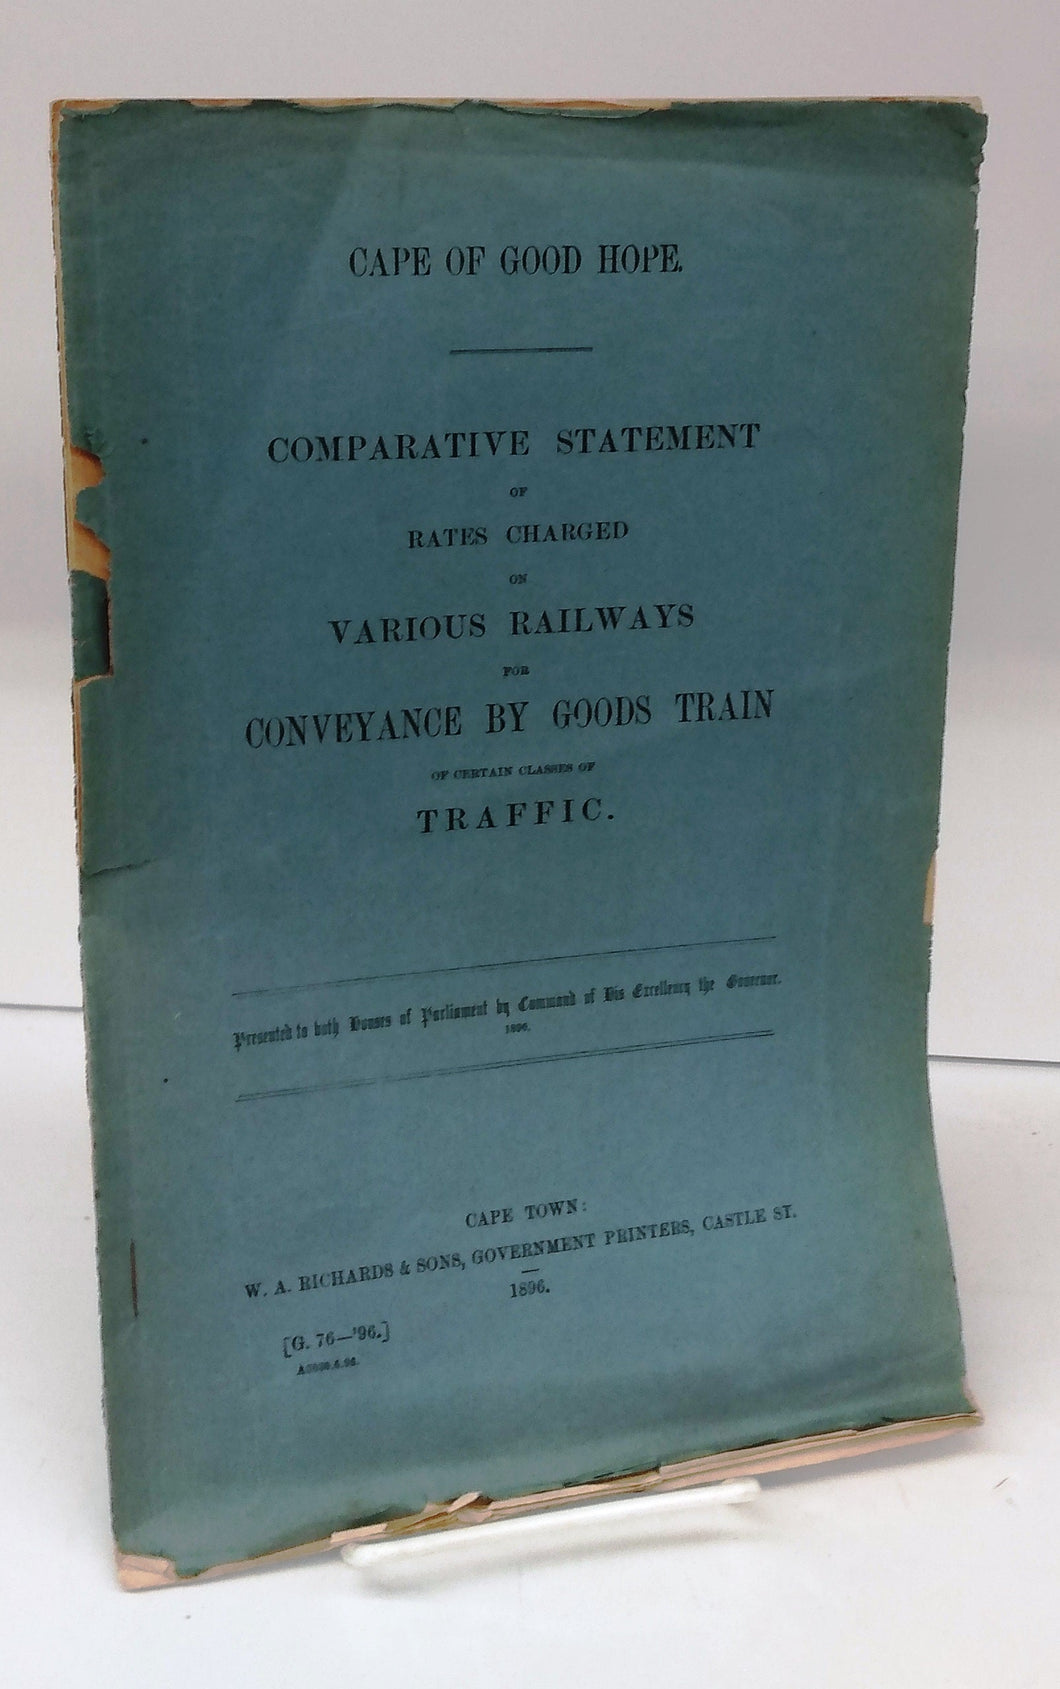 CAPE OF GOOD HOPE.
COMPARATIVE STATEMENT
OF
RATES CHARGED
ON
VARIOUS RAILWAYS
FOR
CONVEYANCE BY GOODS TRAIN
OF CERTAIN CLASSES OF
TRAFFIC.
Presented to both Houses of Parliament by Command of His Excellency the Governor.
1896.
CAPE TOWN:
W. A. RICHARDS & SONS, GOVERNMENT PRINTERS, CASTLE ST.
1896.
[G. 76—'96.]